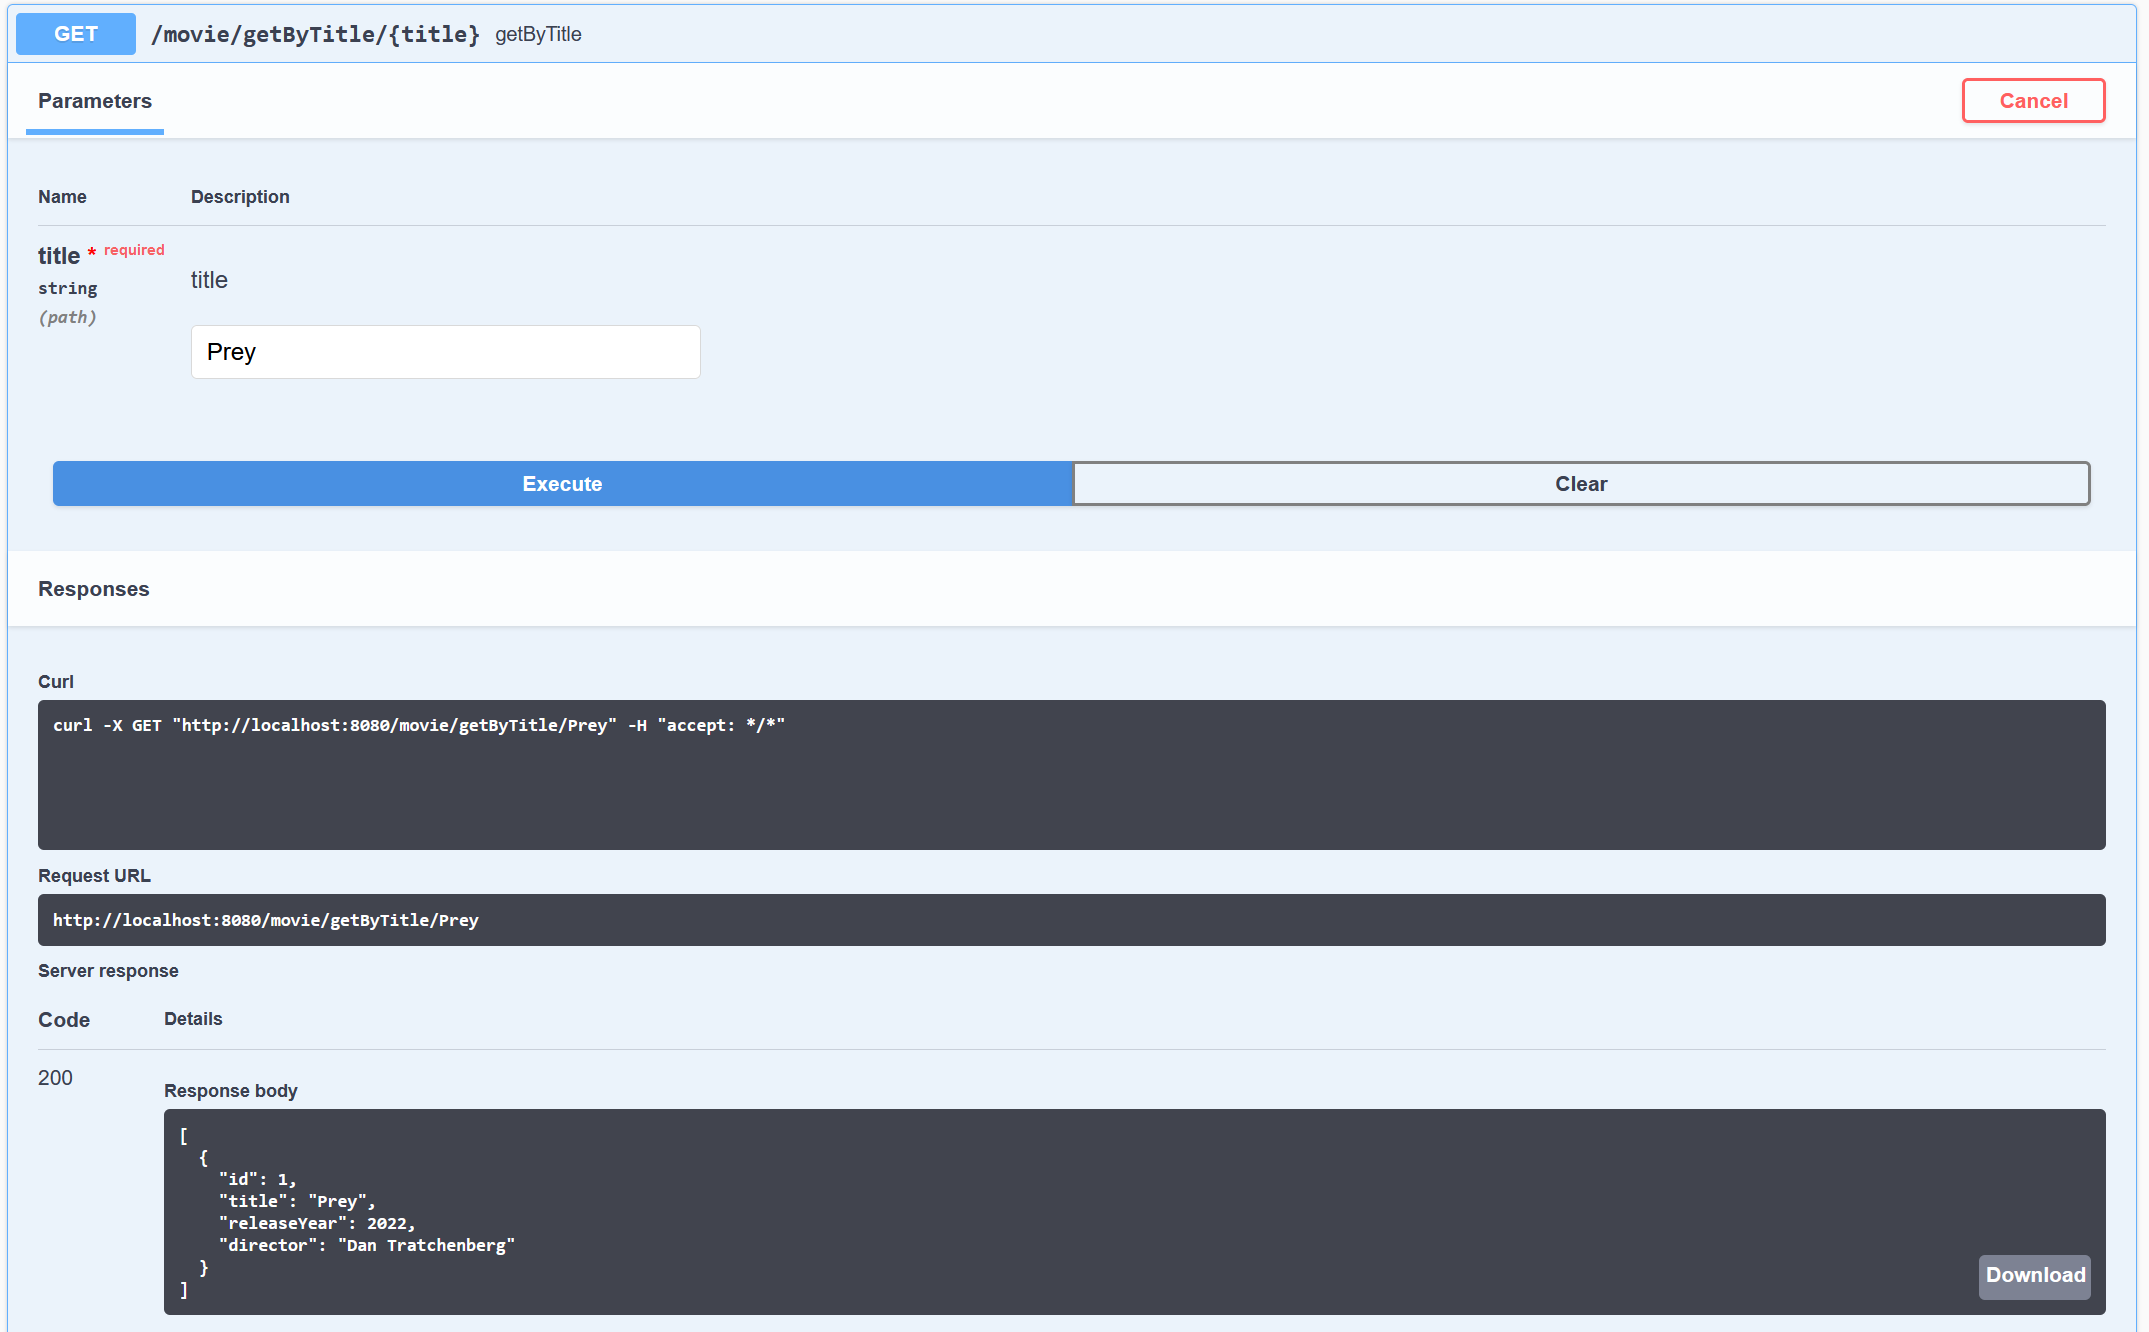 GET /movie/getByTitle/{title} getByTitle
Parameters
Cancel
Name Description
title * required
string
(path)
title
Prey
Execute Clear
Responses
Curl
curl -X GET "http://localhost:8080/movie/getByTitle/Prey" -H "accept: */*"
Request URL
http://localhost:8080/movie/getByTitle/Prey
Server response
Code Details
200
Response body
[
  {
    "id": 1,
    "title": "Prey",
    "releaseYear": 2022,
    "director": "Dan Tratchenberg"
  }
]
Download